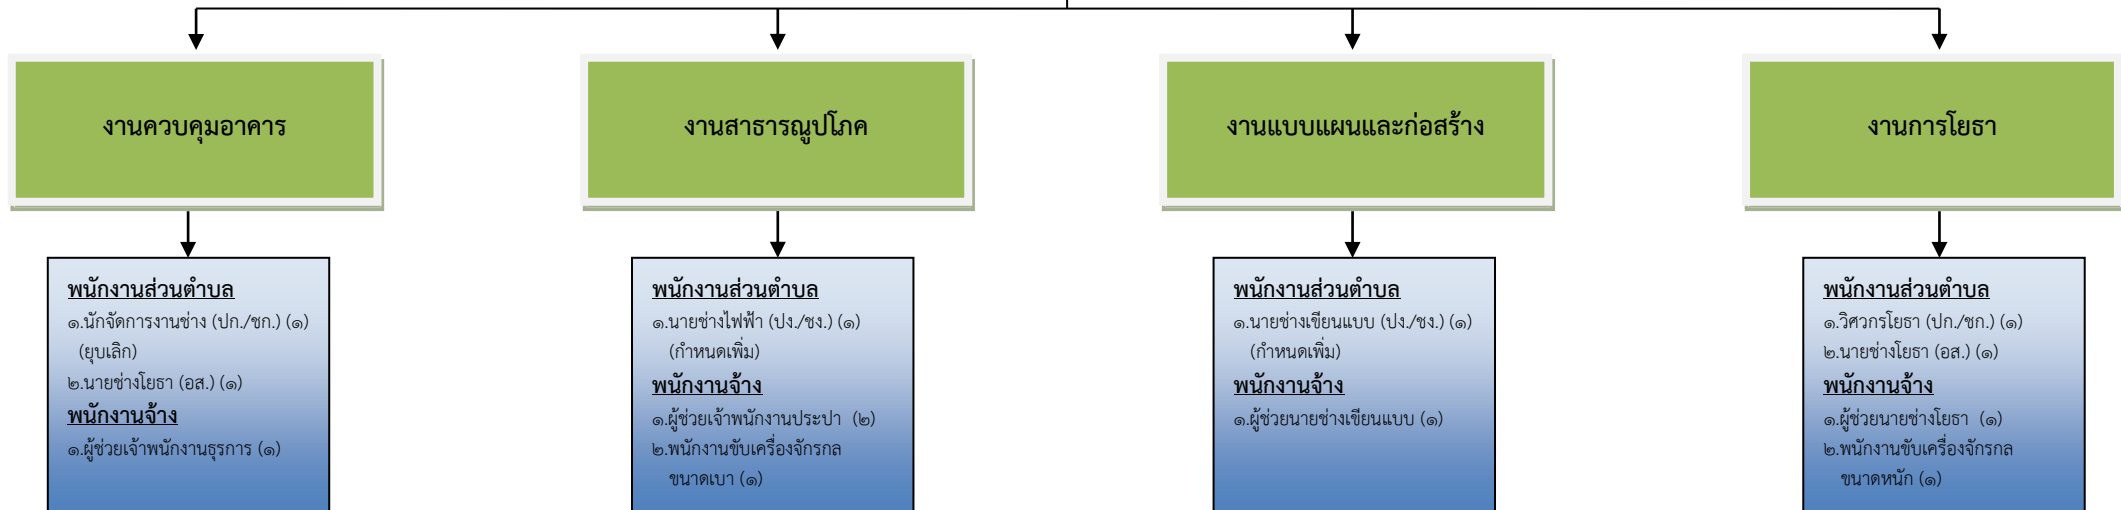 งานควบคุมอาคาร
พนักงานส่วนตำบล
๑.นักจัดการงานช่าง (ปก./ชก.) (๑)
(ยุบเลิก)
๒.นายช่างโยธา (อส.) (๑)
พนักงานจ้าง
๑.ผู้ช่วยเจ้าพนักงานธุรการ (๑)
งานสาธารณูปโภค
พนักงานส่วนตำบล
๑.นายช่างไฟฟ้า (ปง./ชง.) (๑)
(กำหนดเพิ่ม)
พนักงานจ้าง
๑.ผู้ช่วยเจ้าพนักงานประปา (๒)
๒.พนักงานขับเครื่องจักรกล
ขนาดเบา (๑)
งานแบบแผนและก่อสร้าง
พนักงานส่วนตำบล
๑.นายช่างเขียนแบบ (ปง./ชง.) (๑)
(กำหนดเพิ่ม)
พนักงานจ้าง
๑.ผู้ช่วยนายช่างเขียนแบบ (๑)
งานการโยธา
พนักงานส่วนตำบล
๑.วิศวกรโยธา (ปก./ชก.) (๑)
๒.นายช่างโยธา (อส.) (๑)
พนักงานจ้าง
๑.ผู้ช่วยนายช่างโยธา (๑)
๒.พนักงานขับเครื่องจักรกล
ขนาดหนัก (๑)